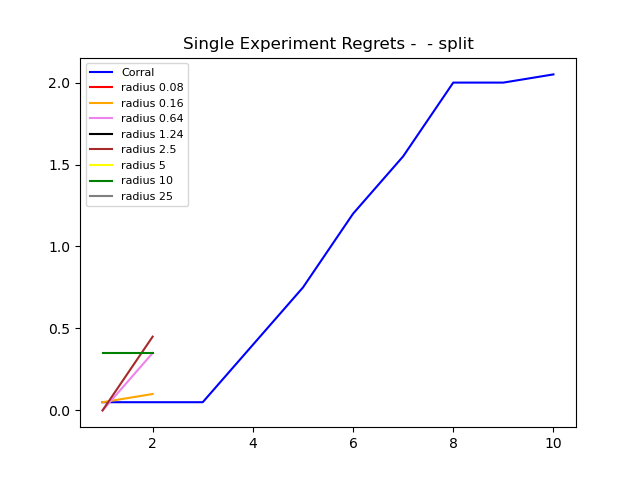 Single Experiment Regrets -  - split
Corral
radius 0.08
radius 0.16
radius 0.64
radius 1.24
radius 2.5
radius 5
radius 10
radius 25
2.0
1.5
1.0
0.5
0.0
2 4 6 8 10